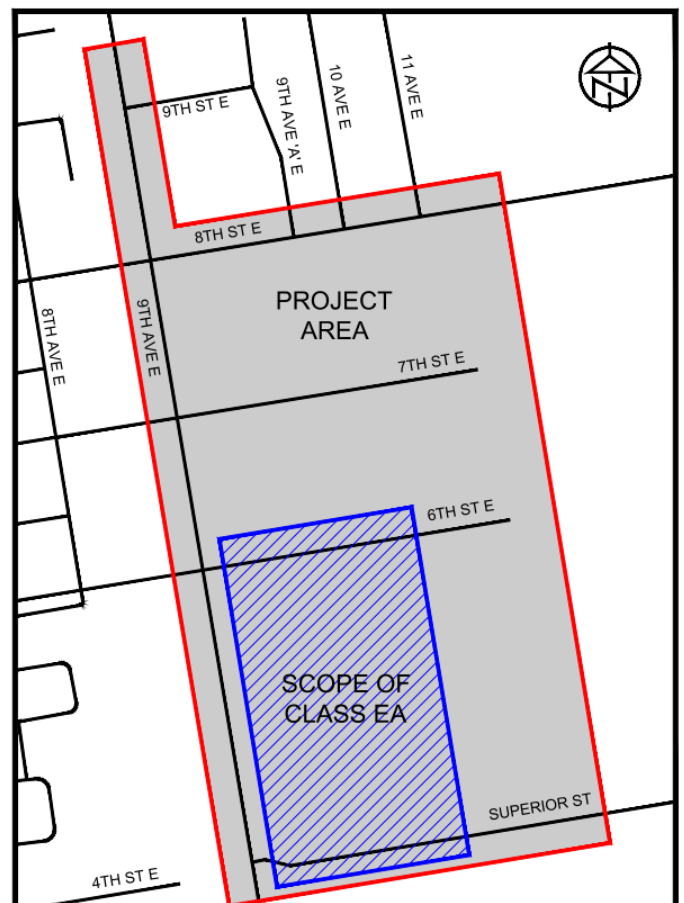 11 AVE E
10 AVE E
9TH AVE 'A' E
9TH ST E
8TH ST E
PROJECT
AREA
9TH AVE E
8TH AVE E
7TH ST E
6TH ST E
SCOPE OF
CLASS EA
SUPERIOR ST
4TH ST E
N